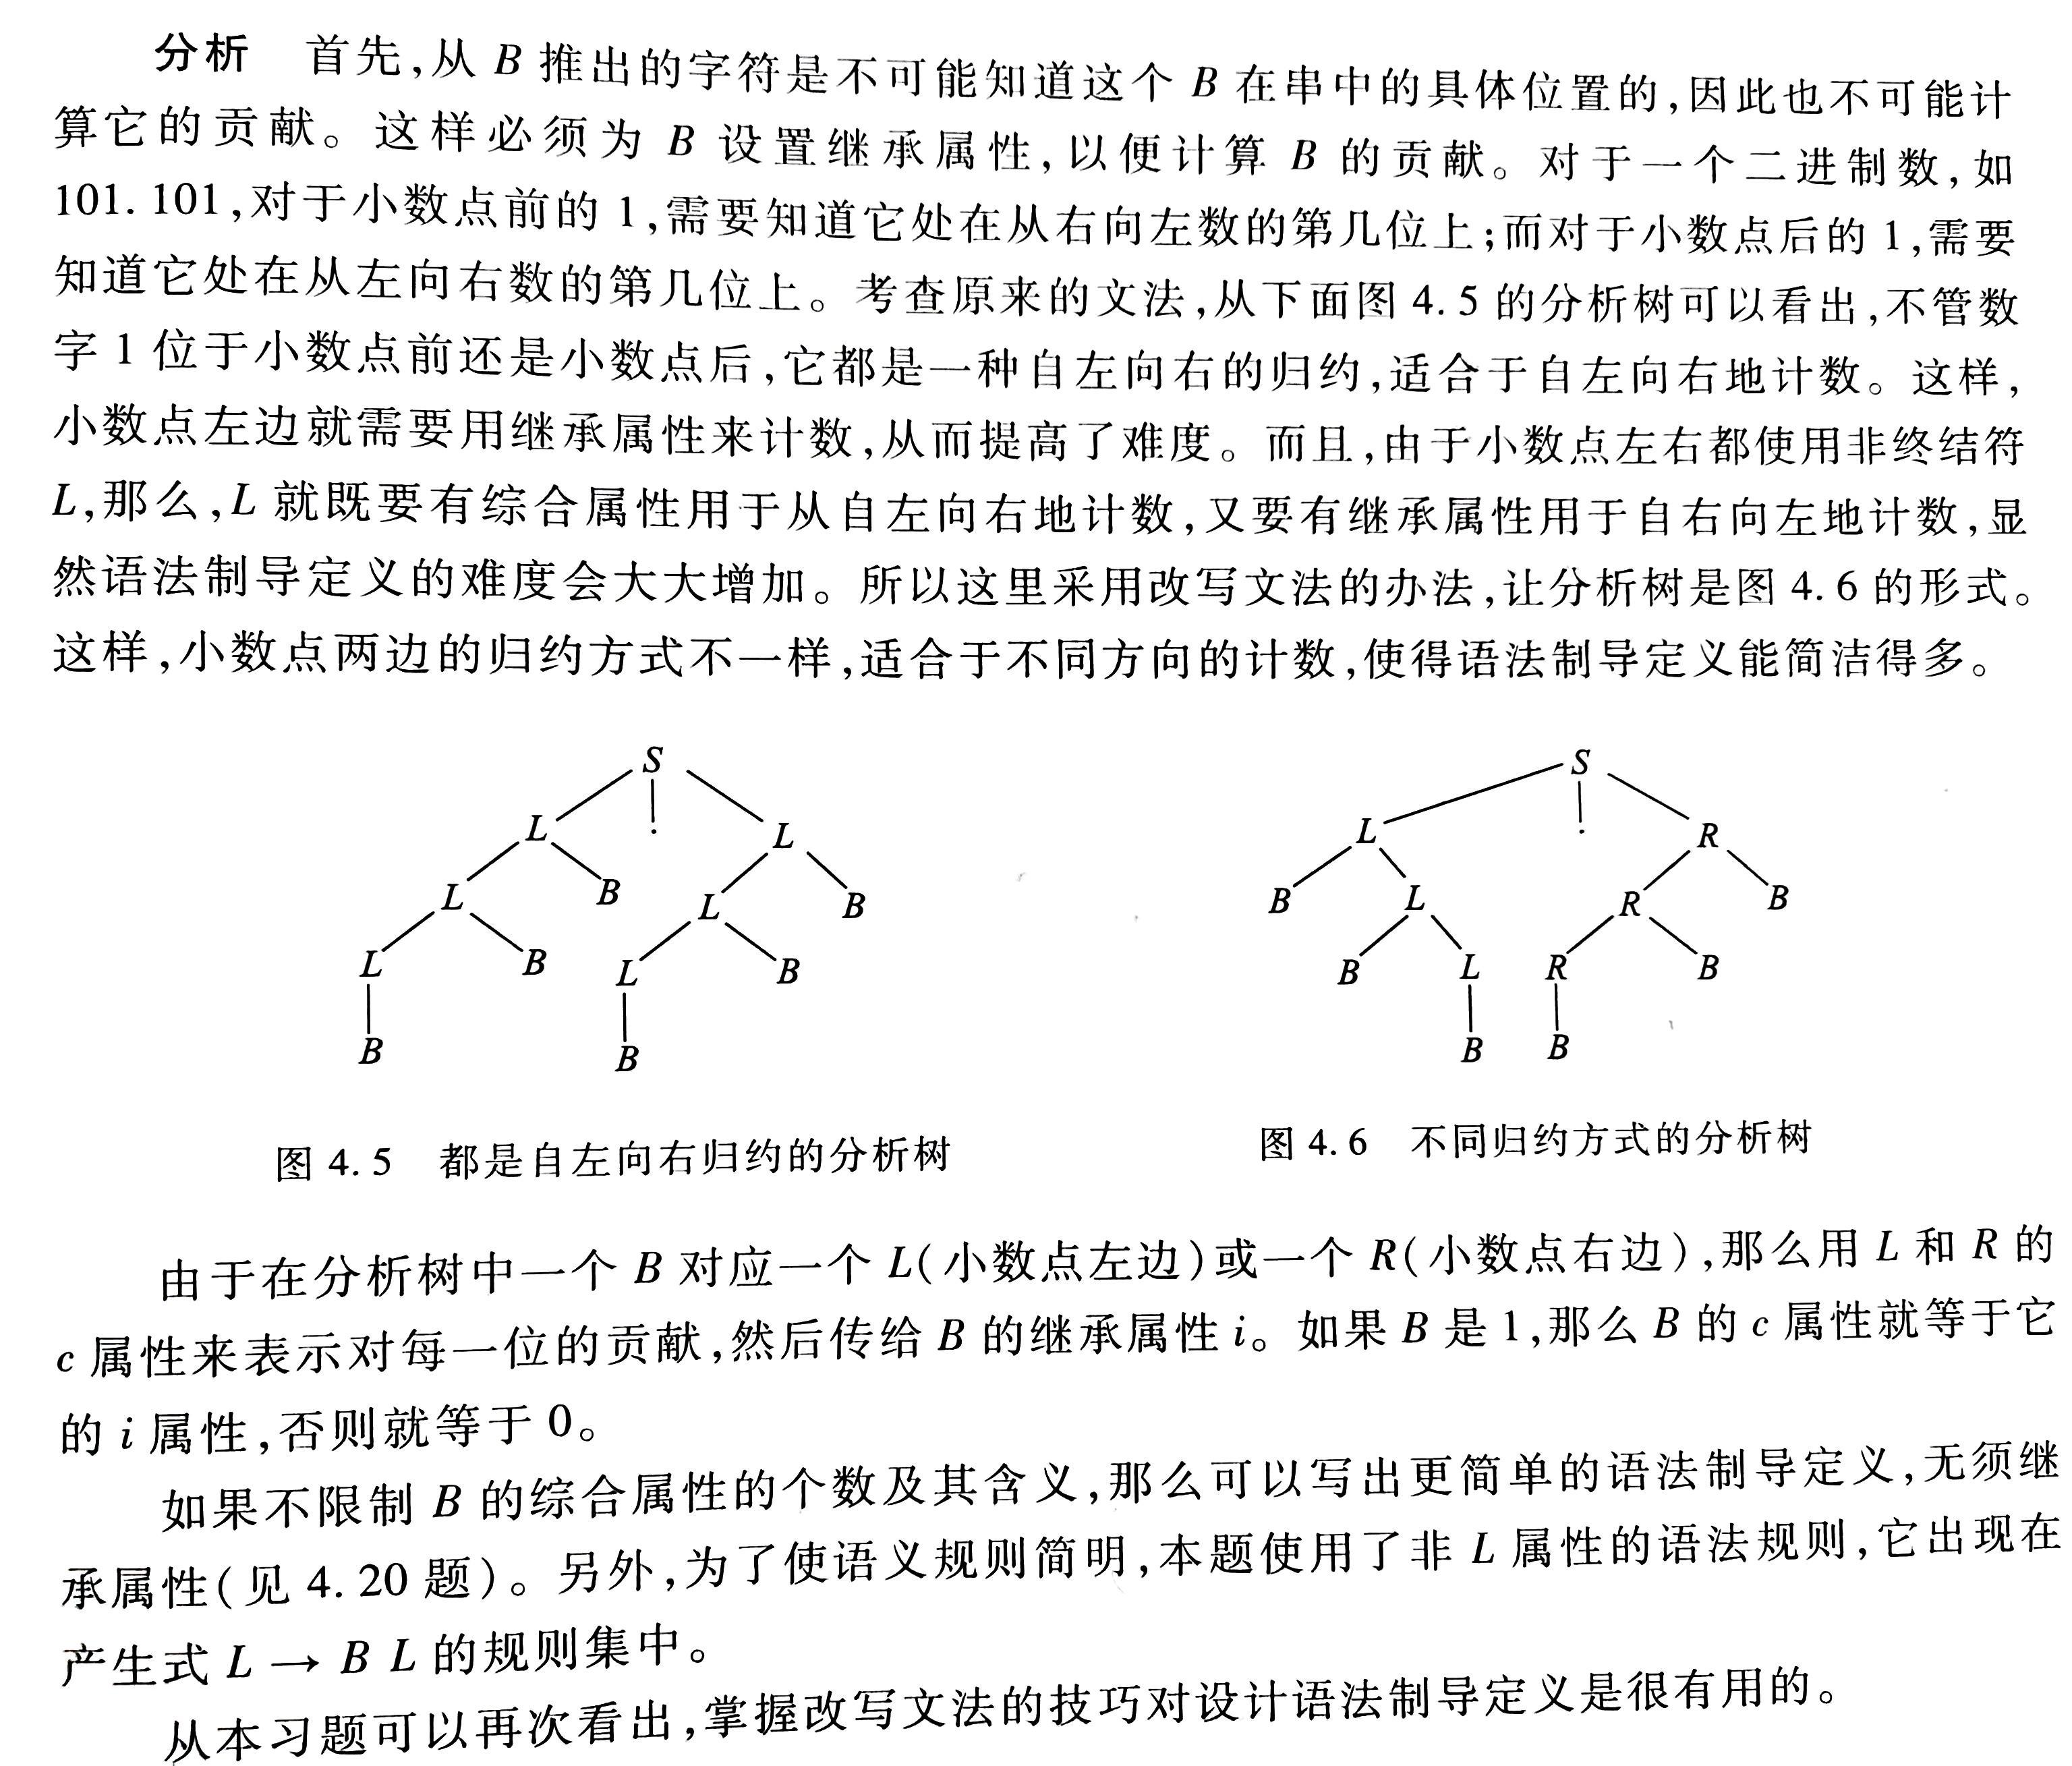 分析　首先,从 B 推出的字符是不可能知道这个 B 在串中的具体位置的,因此也不可能计
算它的贡献。这样必须为 B 设置继承属性,以便计算 B 的贡献。对于一个二进制数,如
101.101,对于小数点前的 1,需要知道它处在从右向左数的第几位上;而对于小数点后的 1,需要
知道它处在从左向右数的第几位上。考查原来的文法,从下面图 4.5 的分析树可以看出,不管数
字 1 位于小数点前还是小数点后,它都是一种自左向右的归约,适合于自左向右地计数。这样,
小数点左边就需要用继承属性来计数,从而提高了难度。而且,由于小数点左右都使用非终结符
L,那么,L 就既要有综合属性用于从自左向右地计数,又要有继承属性用于自右向左地计数,显
然语法制导定义的难度会大大增加。所以这里采用改写文法的办法,让分析树是图 4.6 的形式。
这样,小数点两边的归约方式不一样,适合于不同方向的计数,使得语法制导定义能简洁得多。
S
L . L
L B L B
L B L B
B B
图 4.5　都是自左向右归约的分析树
S
L . R
B L R B
B L R B
B B
图 4.6　不同归约方式的分析树
由于在分析树中一个 B 对应一个 L(小数点左边)或一个 R(小数点右边),那么用 L 和 R 的
c 属性来表示对每一位的贡献,然后传给 B 的继承属性 i。如果 B 是 1,那么 B 的 c 属性就等于它
的 i 属性,否则就等于 0。
如果不限制 B 的综合属性的个数及其含义,那么可以写出更简单的语法制导定义,无须继
承属性(见 4.20 题)。另外,为了使语义规则简明,本题使用了非 L 属性的语法规则,它出现在
产生式 L → B L 的规则集中。
从本习题可以再次看出,掌握改写文法的技巧对设计语法制导定义是很有用的。